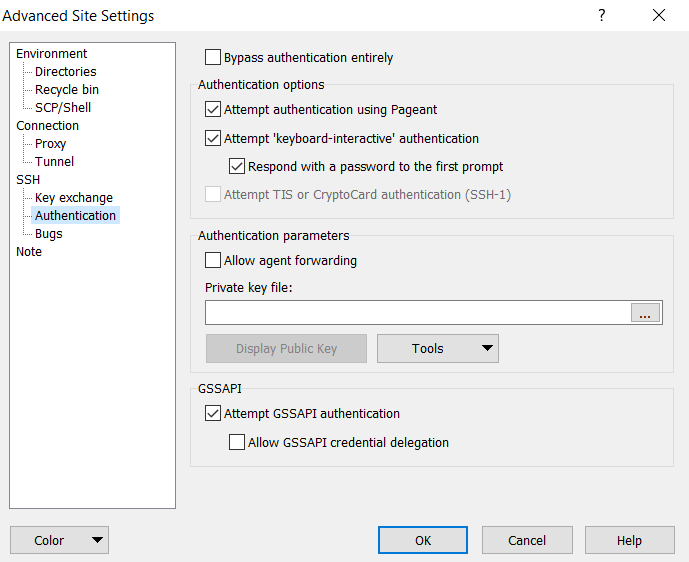 Advanced Site Settings
?
Environment
Directories
Recycle bin
SCP/Shell
Connection
Proxy
Tunnel
SSH
Key exchange
Authentication
Bugs
Note
Bypass authentication entirely
Authentication options
Attempt authentication using Pageant
Attempt 'keyboard-interactive' authentication
Respond with a password to the first prompt
Attempt TIS or CryptoCard authentication (SSH-1)
Authentication parameters
Allow agent forwarding
Private key file:
...
Display Public Key
Tools
GSSAPI
Attempt GSSAPI authentication
Allow GSSAPI credential delegation
Color
OK
Cancel
Help